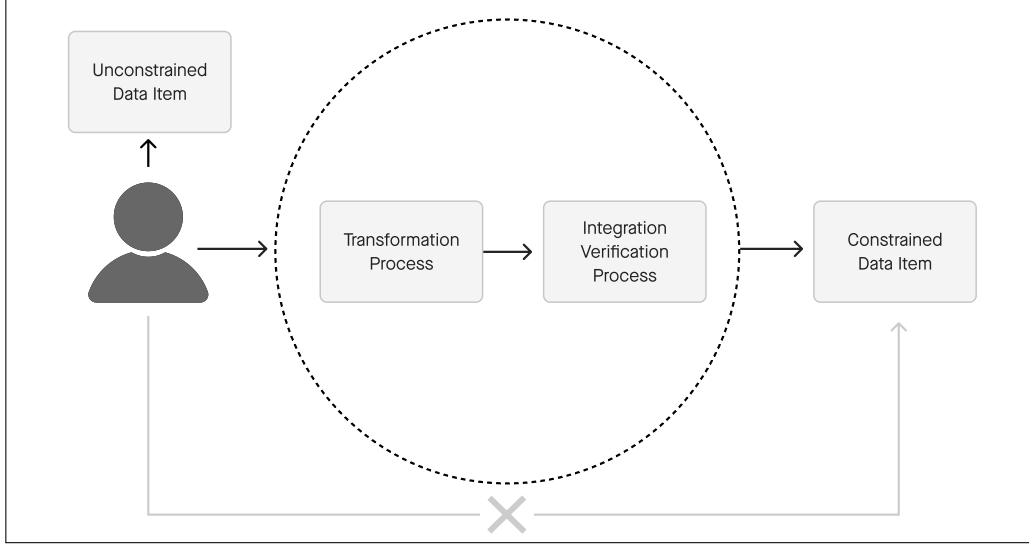 Unconstrained
Data Item
Transformation
Process
Integration
Verification
Process
Constrained
Data Item